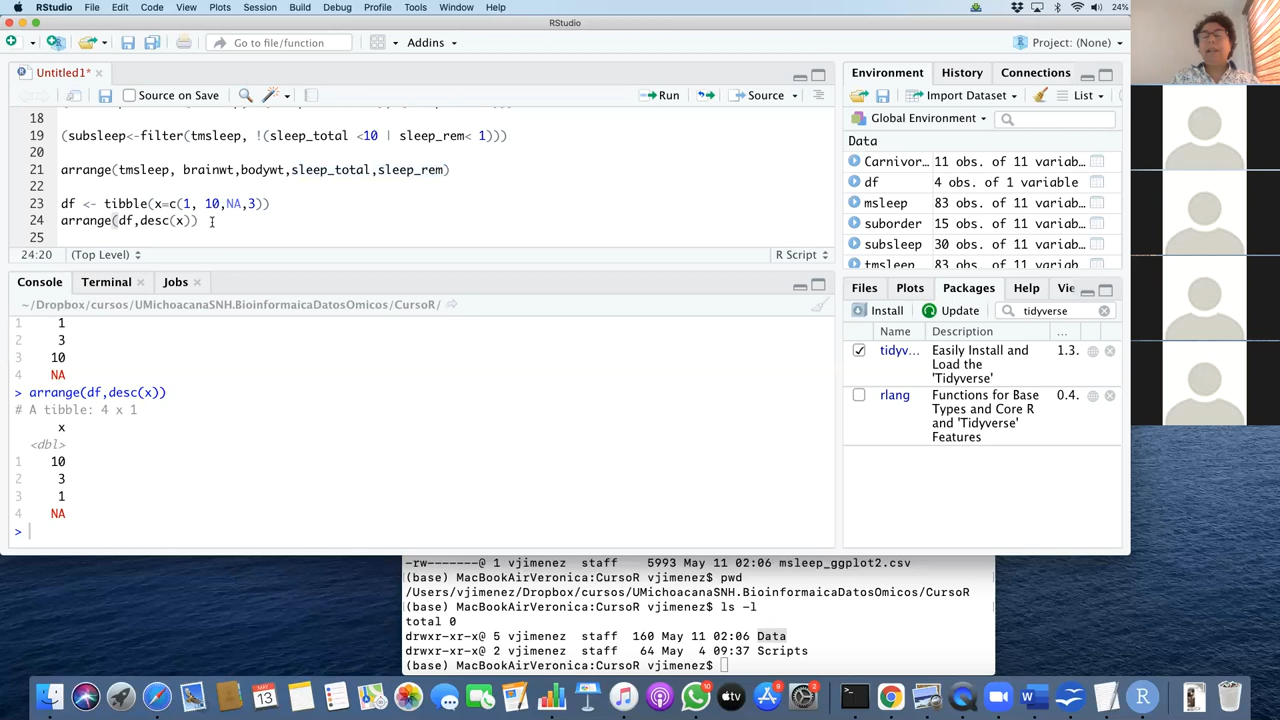 RStudio File Edit Code View Plots Session Build Debug Profile Tools Window Help 24%
RStudio
Go to file/function Addins Project: (None)
Untitled1*
Source on Save Run Source
18
19 (subsleep<-filter(tmsleep, !(sleep_total <10 | sleep_rem< 1)))
20
21 arrange(tmsleep, brainwt,bodywt,sleep_total,sleep_rem)
22
23 df <- tibble(x=c(1, 10,NA,3))
24 arrange(df,desc(x))
25
24:20 (Top Level) R Script
Console Terminal Jobs
~/Dropbox/cursos/UMichoacanaSNH.BioinformaicaDatosOmicos/CursoR/
1 1
2 3
3 10
4 NA
> arrange(df,desc(x))
# A tibble: 4 x 1
x
<dbl>
1 10
2 3
3 1
4 NA
>
Environment History Connections
Import Dataset List
Global Environment
Data
Carnivor... 11 obs. of 11 variab...
df 4 obs. of 1 variable
msleep 83 obs. of 11 variab...
suborder 15 obs. of 11 variab...
subsleep 30 obs. of 11 variab...
tmsleep 83 obs. of 11 variab...
Files Plots Packages Help Vie
Install Update tidyverse
Name Description ...
tidyv... Easily Install and Load the 'Tidyverse' 1.3.
rlang Functions for Base Types and Core R and 'Tidyverse' Features 0.4.
-rw-------@ 1 vjimenez staff 5993 May 11 02:06 msleep_ggplot2.csv
(base) MacBookAirVeronica:CursoR vjimenez$ pwd
/Users/vjimenez/Dropbox/cursos/UMichoacanaSNH.BioinformaicaDatosOmicos/CursoR
(base) MacBookAirVeronica:CursoR vjimenez$ ls -l
total 0
drwxr-xr-x@ 5 vjimenez staff 160 May 11 02:06 Data
drwxr-xr-x@ 2 vjimenez staff 64 May 4 09:37 Scripts
(base) MacBookAirVeronica:CursoR vjimenez$
MAY
13
tv